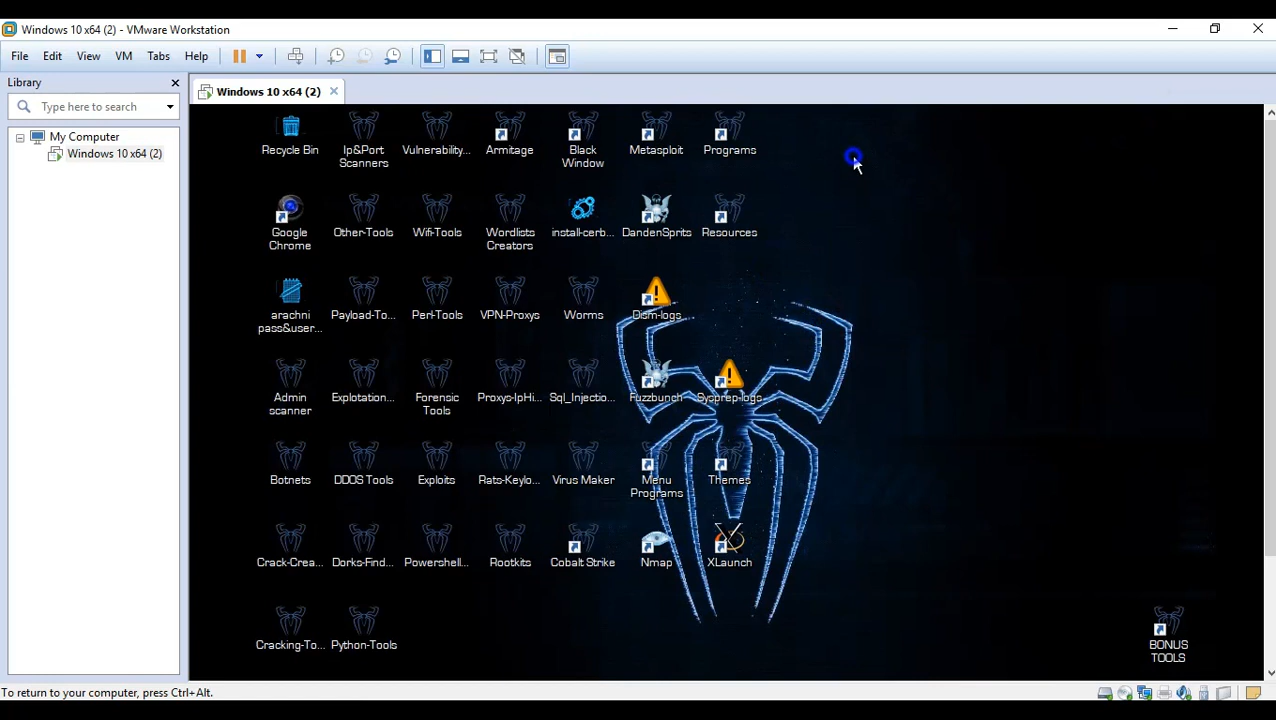 Windows 10 x64 (2) - VMware Workstation
File Edit View VM Tabs Help
Library
Type here to search
My Computer
Windows 10 x64 (2)
Windows 10 x64 (2)
Recycle Bin
Ip&Port
Scanners
Vulnerability...
Armitage
Black
Window
Metasploit
Programs
Google
Chrome
Other-Tools
Wifi-Tools
Wordlists
Creators
install-cerb...
DandenSprits
Resources
arachni
pass&user...
Payload-To...
Perl-Tools
VPN-Proxys
Worms
Dism-logs
Admin
scanner
Explotation...
Forensic
Tools
Proxys-IpHi...
Sql_Injectio...
Fuzzbunch
Sysprep-logs
Botnets
DDOS Tools
Exploits
Rats-Keylo...
Virus Maker
Menu
Programs
Themes
Crack-Crea...
Dorks-Find...
Powershell...
Rootkits
Cobalt Strike
Nmap
XLaunch
Cracking-To...
Python-Tools
BONUS
TOOLS
To return to your computer, press Ctrl+Alt.